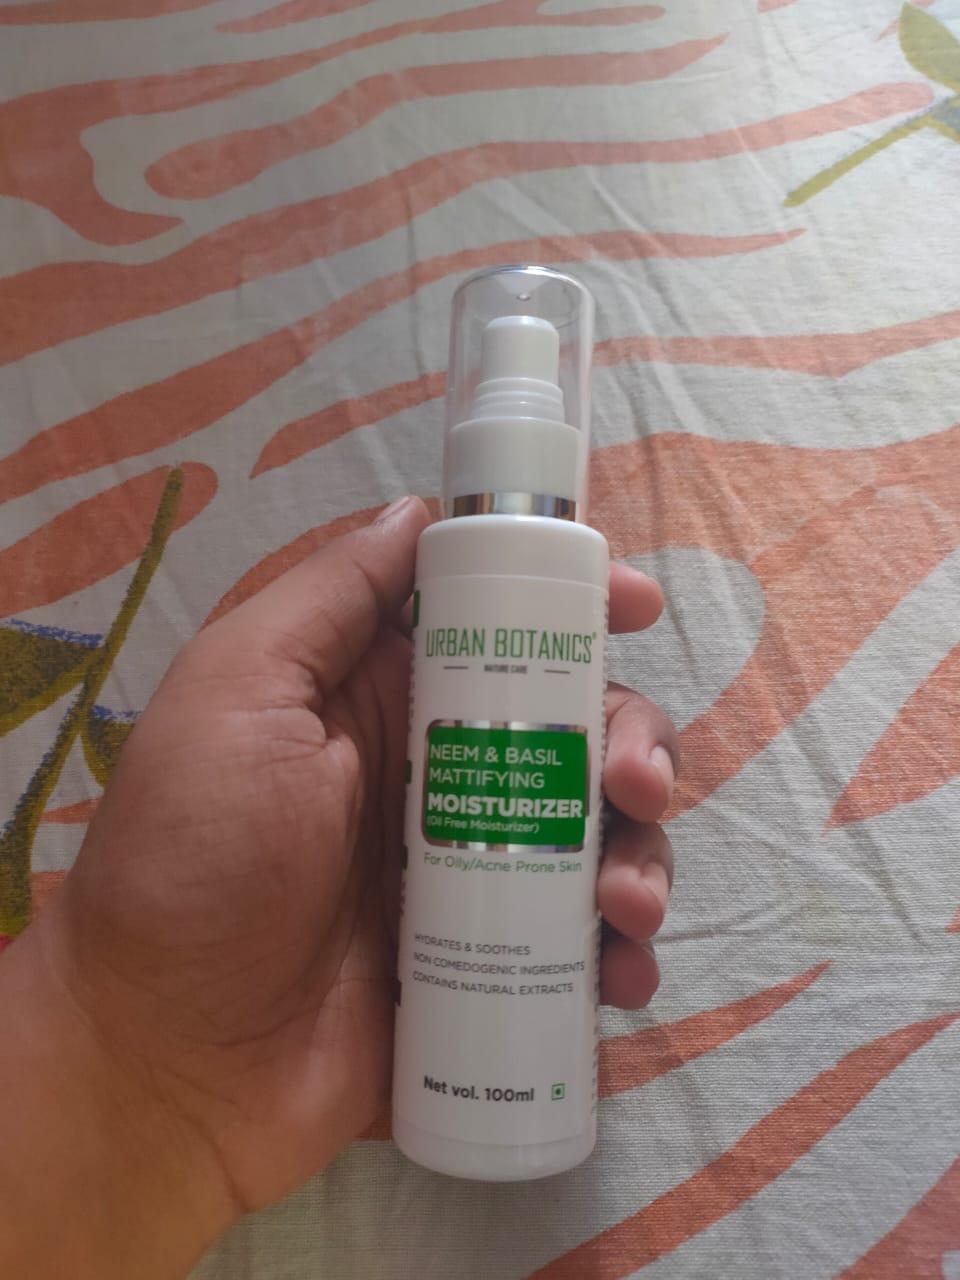 URBAN BOTANICS®
NATURE CARE
NEEM & BASIL
MATTIFYING
MOISTURIZER
(Oil Free Moisturizer)
For Oily/Acne Prone Skin
HYDRATES & SOOTHES
NON COMEDOGENIC INGREDIENTS
CONTAINS NATURAL EXTRACTS
Net vol. 100ml